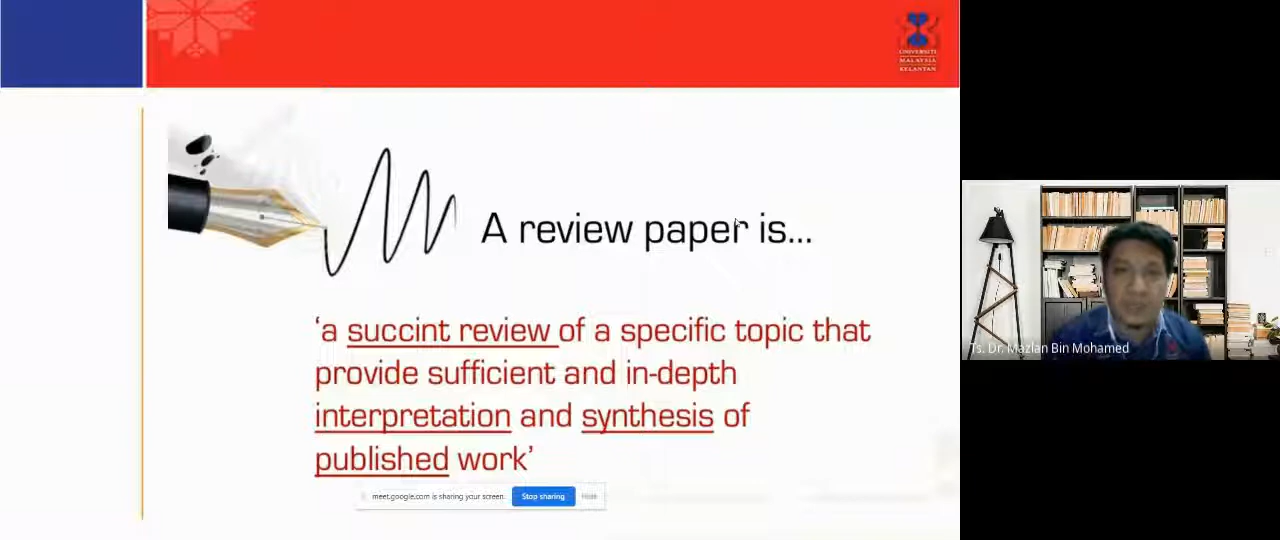 UNIVERSITI
MALAYSIA
KELANTAN
A review paper is...
‘a succint review of a specific topic that
provide sufficient and in-depth
interpretation and synthesis of
published work’
meet.google.com is sharing your screen. Stop sharing Hide
Ts. Dr. Mazlan Bin Mohamed